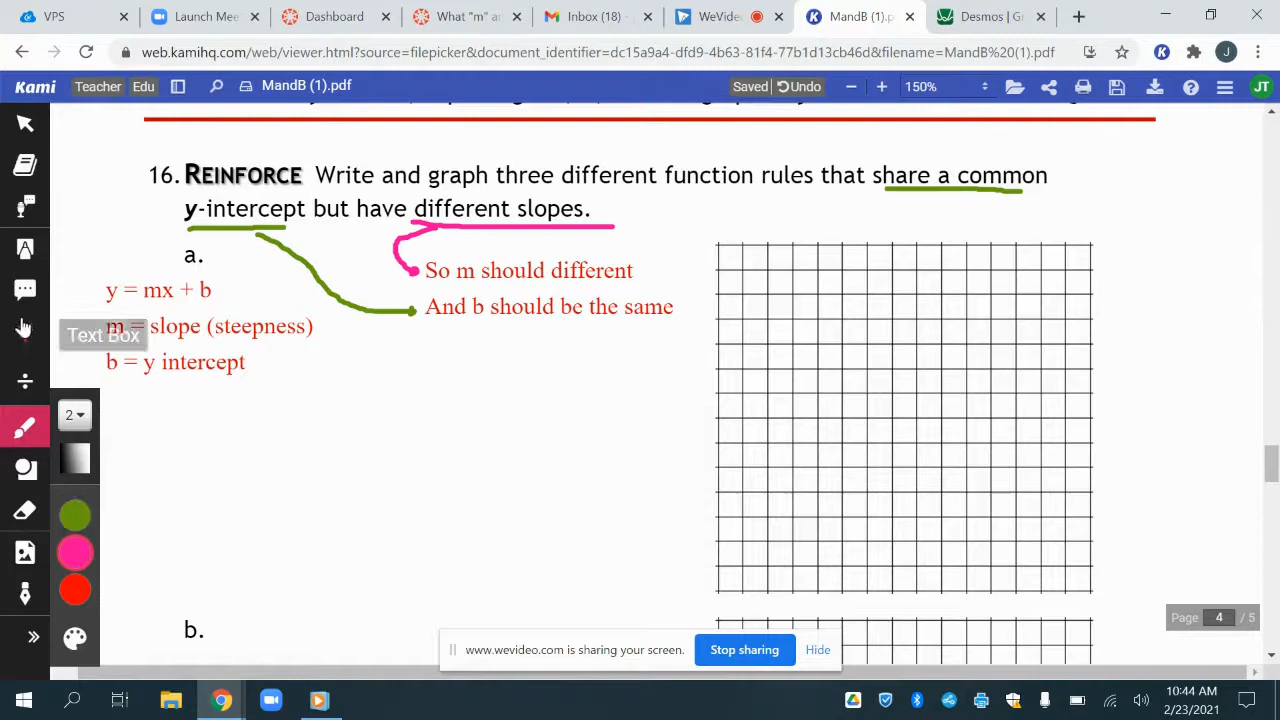 VPS
Launch Mee
Dashboard
What "m" a
Inbox (18) -
WeVideo
MandB (1).p
Desmos | G
web.kamihq.com/web/viewer.html?source=filepicker&document_identifier=dc15a9a4-dfd9-4b63-81f4-77b1d13cb46d&filename=MandB%20(1).pdf
K
J
Kami Teacher Edu MandB (1).pdf Saved Undo 150% JT
16. REINFORCE Write and graph three different function rules that share a common
y-intercept but have different slopes.
a.
So m should different
y = mx + b
And b should be the same
m = slope (steepness)
Text Box
b = y intercept
2
b.
Page 4 / 5
www.wevideo.com is sharing your screen. Stop sharing Hide
10:44 AM
2/23/2021